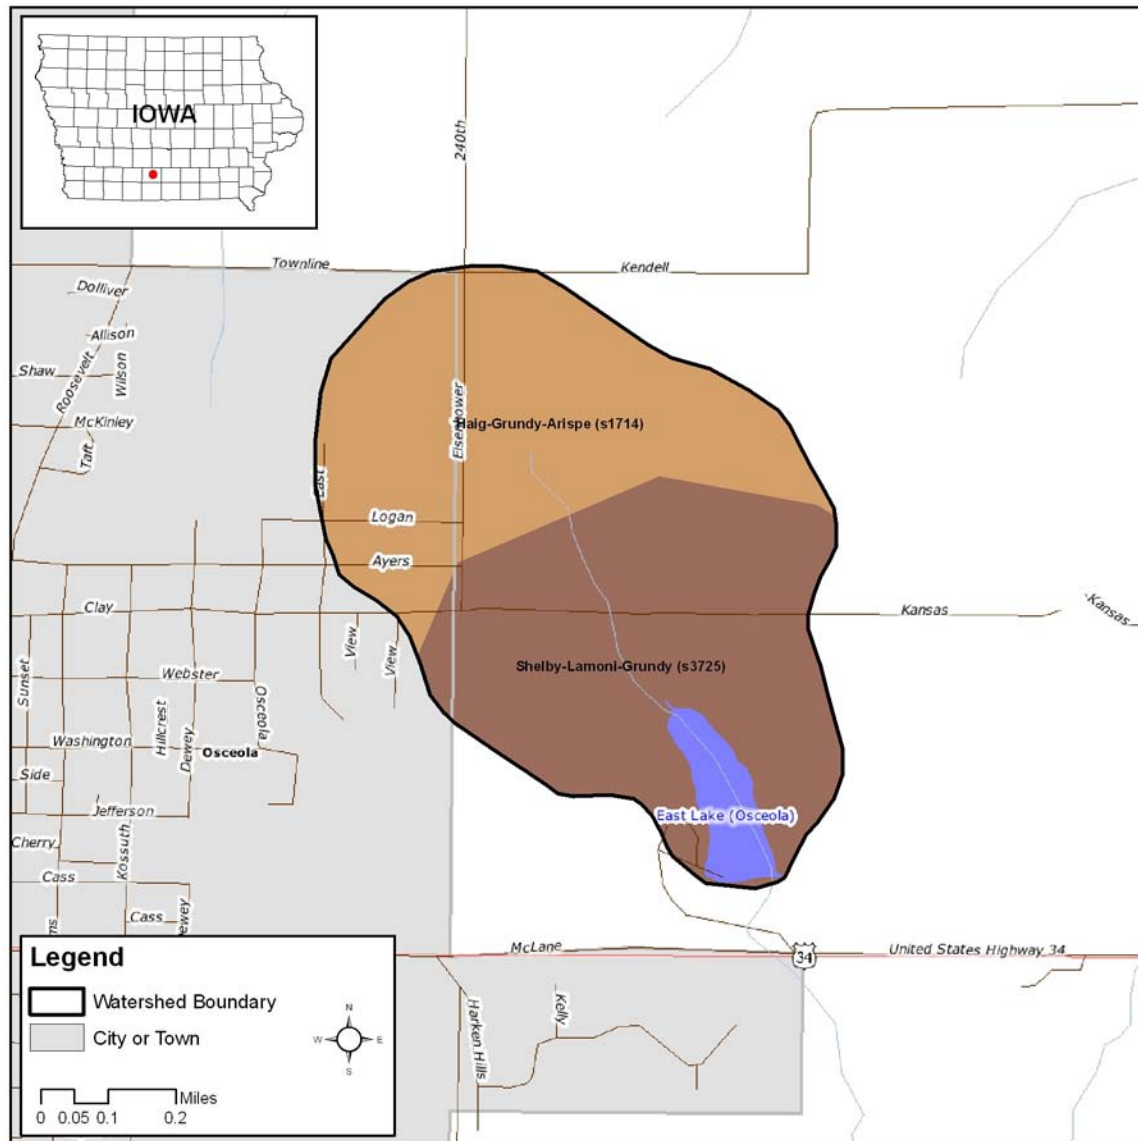 IOWA
240th
Townline
Kendell
Dolliver
Allison
Shaw
Wilson
Roosevelt
McKinley
Taft
Eisenhower
Haig-Grundy-Arispe (s1714)
East
Logan
Ayers
Clay
Kansas
Kansas
View
View
Shelby-Lamoni-Grundy (s3725)
Sunset
Webster
Osceola
Hillcrest
Dewey
Washington
Osceola
Side
Jefferson
East Lake (Osceola)
Cherry
Kossuth
Cass
Cass
ewey
ms
McLane
34
United States Highway 34
Harken Hills
Kelly
Legend
Watershed Boundary
City or Town
N
W
E
S
Miles
0 0.05 0.1 0.2